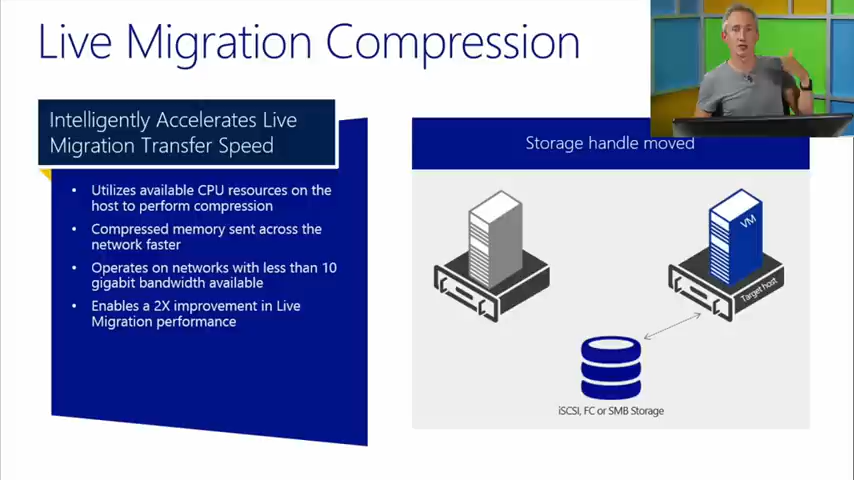 Live Migration Compression
Intelligently Accelerates Live
Migration Transfer Speed
• Utilizes available CPU resources on the
host to perform compression
• Compressed memory sent across the
network faster
• Operates on networks with less than 10
gigabit bandwidth available
• Enables a 2X improvement in Live
Migration performance
Storage handle moved
VM
Target host
iSCSI, FC or SMB Storage